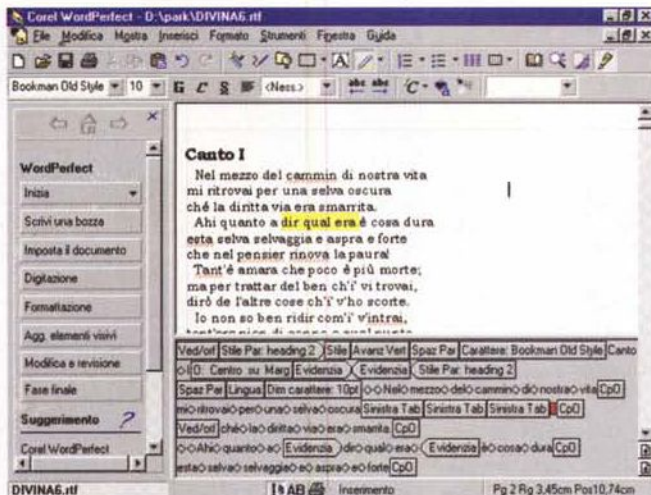 Corel WordPerfect - D:\park\DIVINA6.rtf
File Modifica Mostra Inserisci Formato Strumenti Finestra Guida
Bookman Old Style 10 G C S <Ness.> abc abc
WordPerfect
Inizia
Scrivi una bozza
Imposta il documento
Digitazione
Formattazione
Agg. elementi visivi
Modifica e revisione
Fase finale
Suggerimento ?
Corel WordPerfect
Canto I
Nel mezzo del cammin di nostra vita
mi ritrovai per una selva oscura
ché la diritta via era smarrita.
Ahi quanto a dir qual era è cosa dura
esta selva selvaggia e aspra e forte
che nel pensier rinova la paura!
Tant'è amara che poco è più morte;
ma per trattar del ben ch'i' vi trovai,
dirò de l'altre cose ch'i' v'ho scorte.
Io non so ben ridir com'i' v'intrai,
Ved/orf Stile Par: heading 2 Stile Avanz Vert Spaz Par Carattere: Bookman Old Style Canto
◇I 0: Centro su Marg Evidenzia Evidenzia Stile Par: heading 2
Spaz Par Lingua: Dim carattere: 10pt ◇◇Nel◇mezzo◇del◇cammin◇di◇nostra◇vita CpO
mi◇ritrovai◇per◇una◇selva◇oscura Sinistra Tab Sinistra Tab Sinistra Tab CpO
Ved/orf ché◇la◇diritta◇via◇era◇smarrita. CpO
◇◇Ahi◇quanto◇a◇ Evidenzia dir◇qual◇era◇ Evidenzia è◇cosa◇dura CpO
esta◇selva◇selvaggia◇e◇aspra◇e◇forte CpO
DIVINA6.rtf AB Inserimento Pg 2 Rg 3,45cm Pos10,74cm